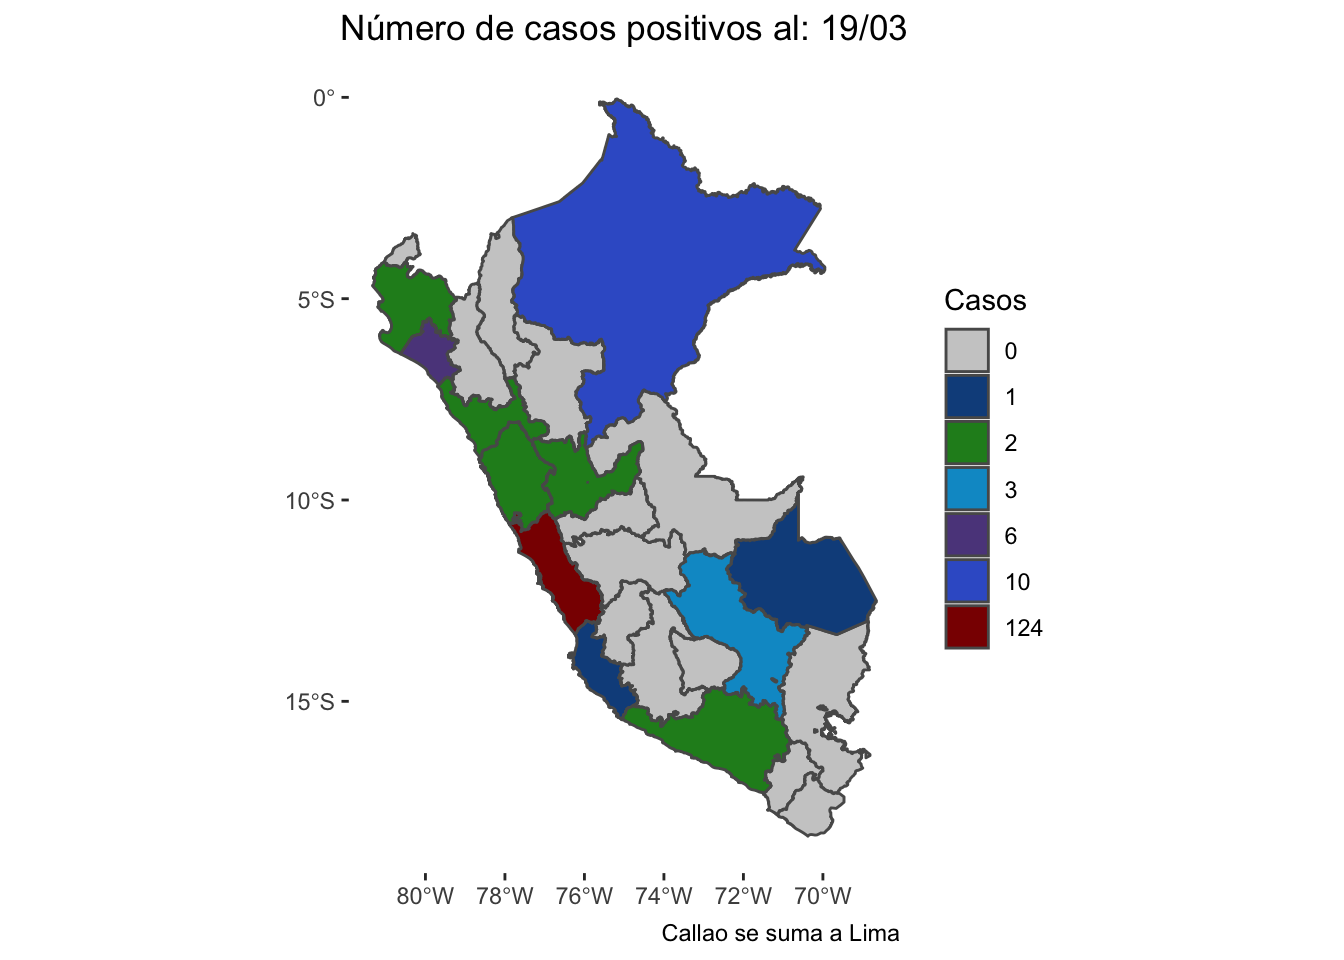 Número de casos positivos al: 19/03
0°
5°S
10°S
15°S
80°W 78°W 76°W 74°W 72°W 70°W
Casos
0
1
2
3
6
10
124
Callao se suma a Lima